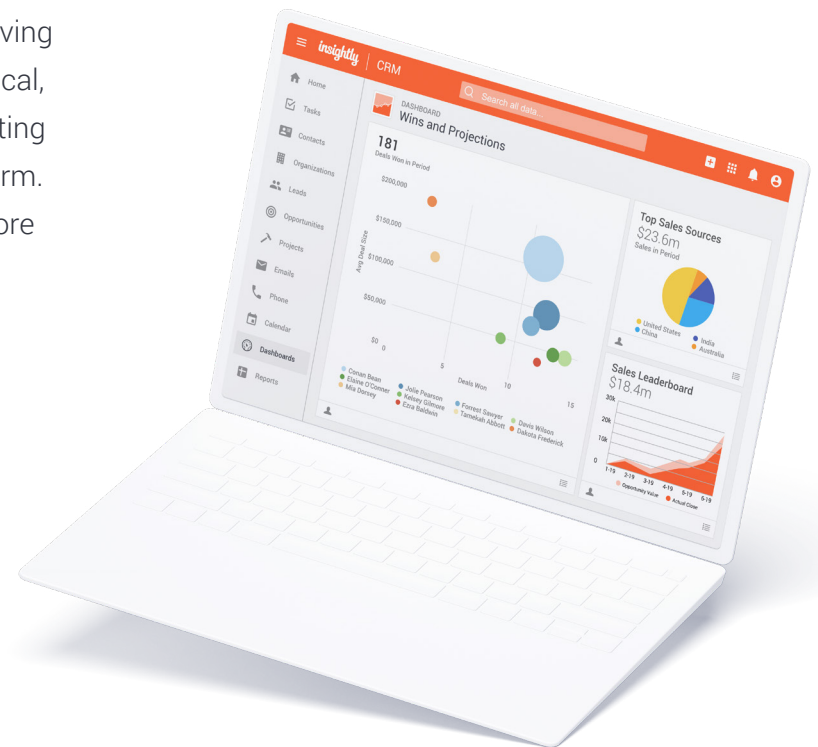 ving
cal,
ting
rm.
ore
insightly | CRM
Search all data...
Home
Tasks
Contacts
Organizations
Leads
Opportunities
Projects
Emails
Phone
Calendar
Dashboards
Reports
DASHBOARD
Wins and Projections
181
Deals Won in Period
$200,000
$150,000
$100,000
$50,000
$0
Avg Deal Size
0
5
10
15
Deals Won
Conan Bean
Elaine O'Conner
Mia Dorsey
Jolie Pearson
Kelsey Gilmore
Ezra Baldwin
Forrest Sawyer
Tamekah Abbott
Davis Wilson
Dakota Frederick
Top Sales Sources
$23.6m
Sales in Period
United States
China
India
Australia
Sales Leaderboard
$18.4m
30k
20k
10k
0
1-19
2-19
3-19
4-19
5-19
6-19
Opportunity Value
Actual Close